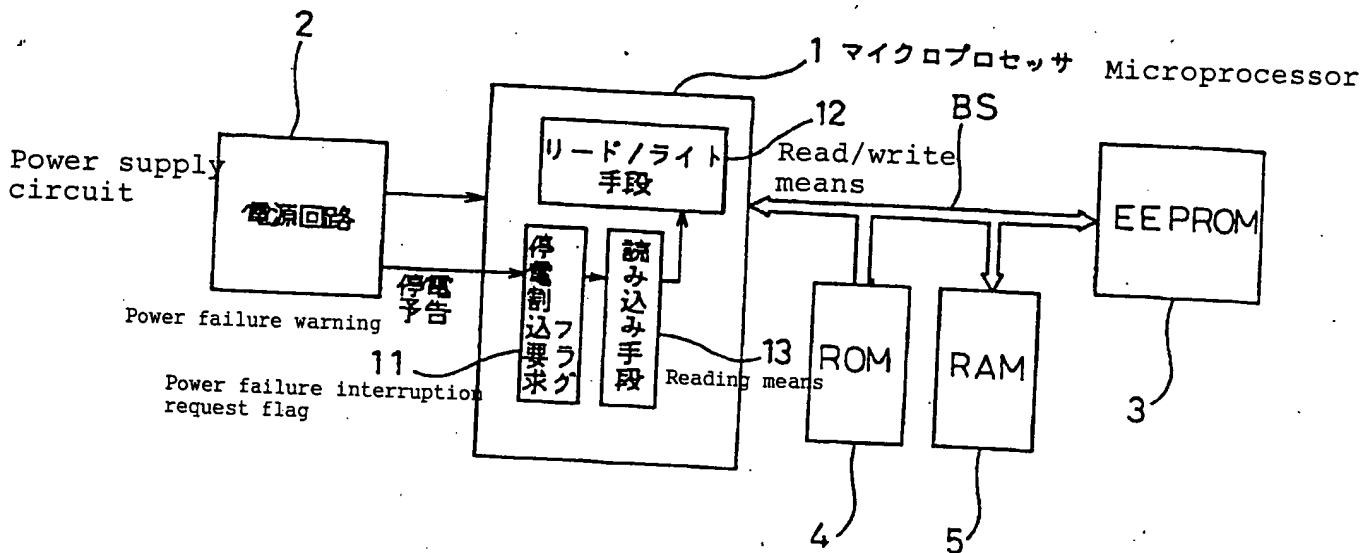 2
1 マイクロプロセッサ Microprocessor
12
BS
Power supply
circuit
電源回路
リード/ライト
手段
Read/write
means
EEPROM
停電
予告
Power failure warning
停電割込要求
フラグ
読み込み手段
11
Power failure interruption
request flag
13
Reading means
ROM
RAM
3
4
5